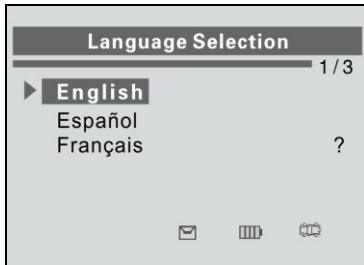 Language Selection
1/3
English
Español
Français ?